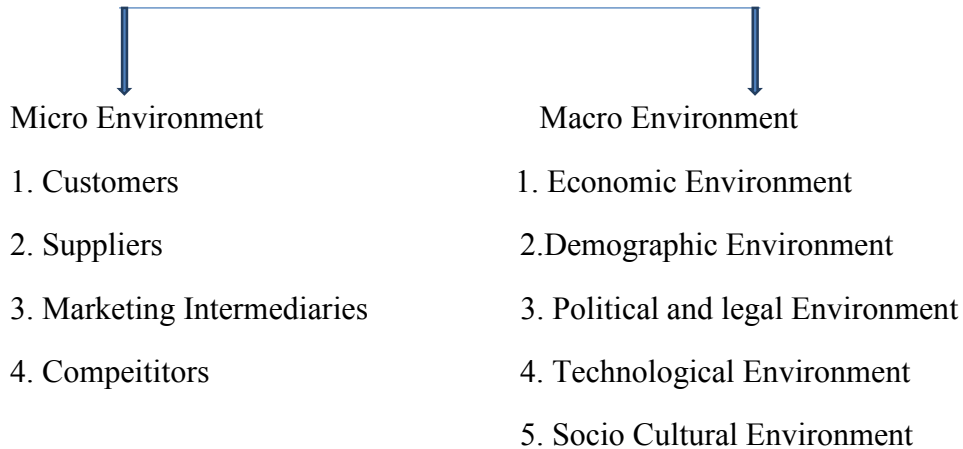 Micro Environment Macro Environment
1. Customers 1. Economic Environment
2. Suppliers 2.Demographic Environment
3. Marketing Intermediaries 3. Political and legal Environment
4. Compeititors 4. Technological Environment
5. Socio Cultural Environment